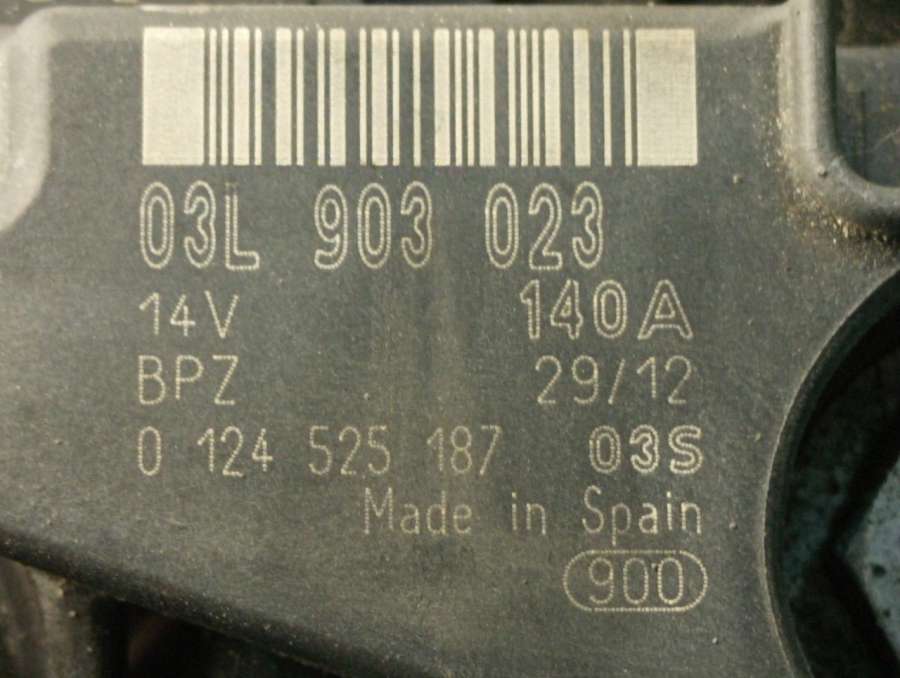 03L 903 023
14V 140A
BPZ 29/12
0 124 525 187 03S
Made in Spain
900